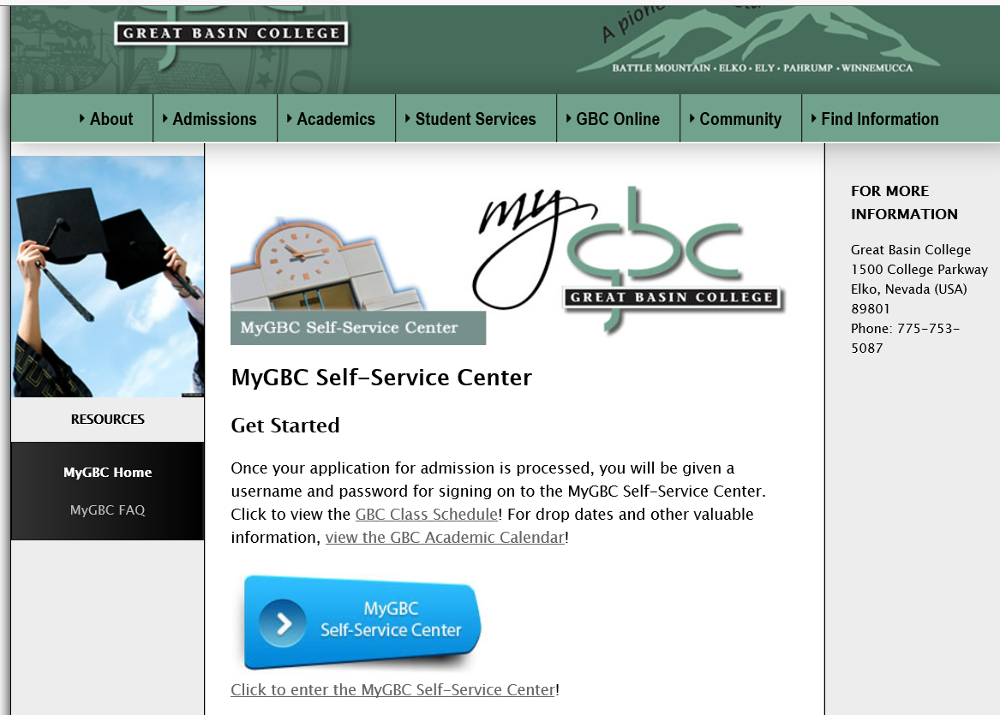 GREAT BASIN COLLEGE
A pione
BATTLE MOUNTAIN • ELKO • ELY • PAHRUMP • WINNEMUCCA
About
Admissions
Academics
Student Services
GBC Online
Community
Find Information
my gbc
GREAT BASIN COLLEGE
MyGBC Self-Service Center
FOR MORE
INFORMATION
Great Basin College
1500 College Parkway
Elko, Nevada (USA)
89801
Phone: 775-753-
5087
RESOURCES
MyGBC Home
MyGBC FAQ
MyGBC Self-Service Center
Get Started
Once your application for admission is processed, you will be given a
username and password for signing on to the MyGBC Self-Service Center.
Click to view the GBC Class Schedule! For drop dates and other valuable
information, view the GBC Academic Calendar!
MyGBC
Self-Service Center
Click to enter the MyGBC Self-Service Center!